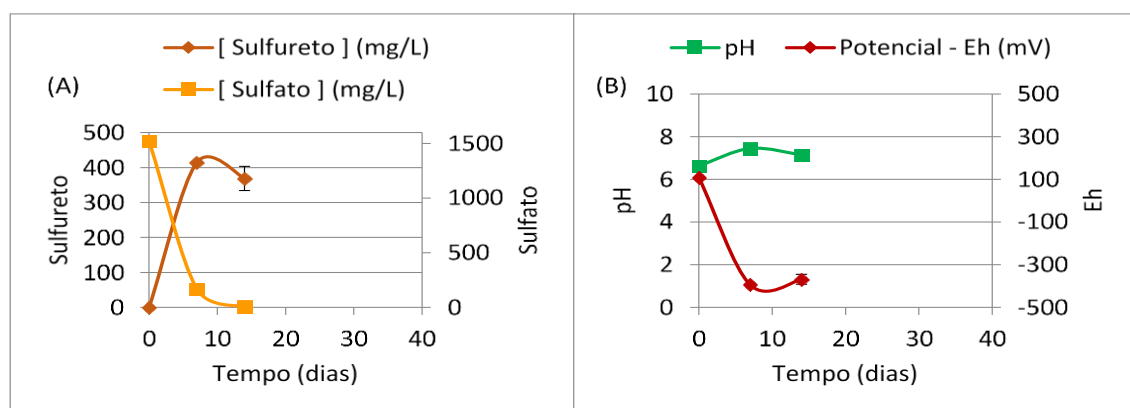 [ Sulfureto ] (mg/L)
[ Sulfato ] (mg/L)
(A)
500
400
300
200
100
0
Sulfureto
1500
1000
500
0
Sulfato
0 10 20 30 40
Tempo (dias)
pH
Potencial - Eh (mV)
(B)
10
8
6
4
2
0
pH
500
300
100
-100
-300
-500
Eh
0 10 20 30 40
Tempo (dias)